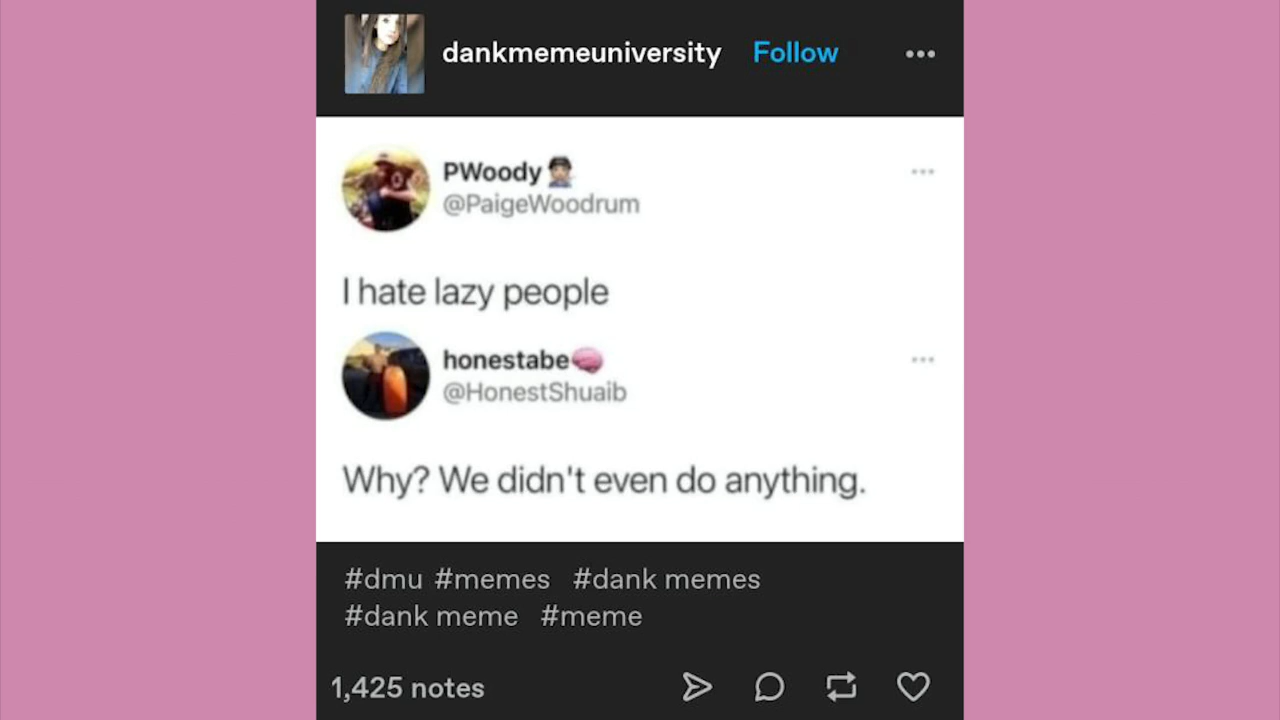 dankmemeuniversity Follow
PWoody
@PaigeWoodrum
I hate lazy people
honestabe
@HonestShuaib
Why? We didn't even do anything.
#dmu #memes #dank memes
#dank meme #meme
1,425 notes